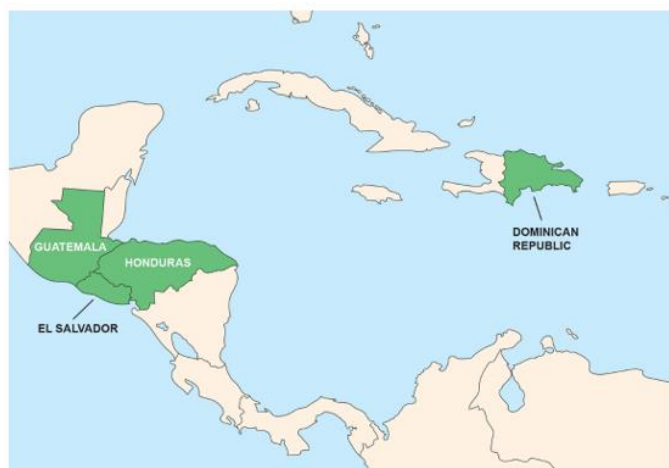 GUATEMALA
HONDURAS
EL SALVADOR
DOMINICAN
REPUBLIC